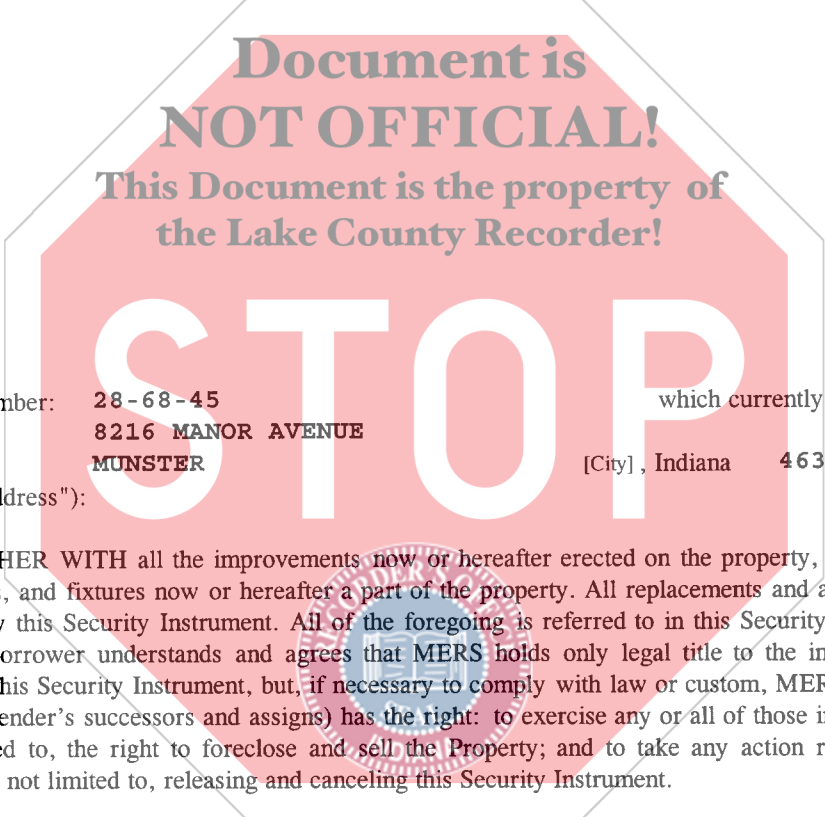 Document is
NOT OFFICIAL!
This Document is the property of
the Lake County Recorder!
STOP
mber: 28-68-45 which currently
8216 MANOR AVENUE
MUNSTER [City] , Indiana 463
ddress"):
HER WITH all the improvements now or hereafter erected on the property,
s, and fixtures now or hereafter a part of the property. All replacements and a
y this Security Instrument. All of the foregoing is referred to in this Security
orrower understands and agrees that MERS holds only legal title to the in
his Security Instrument, but, if necessary to comply with law or custom, MER
ender's successors and assigns) has the right: to exercise any or all of those in
ed to, the right to foreclose and sell the Property; and to take any action r
not limited to, releasing and canceling this Security Instrument.
RECORDER'S OFFICE
SEAL